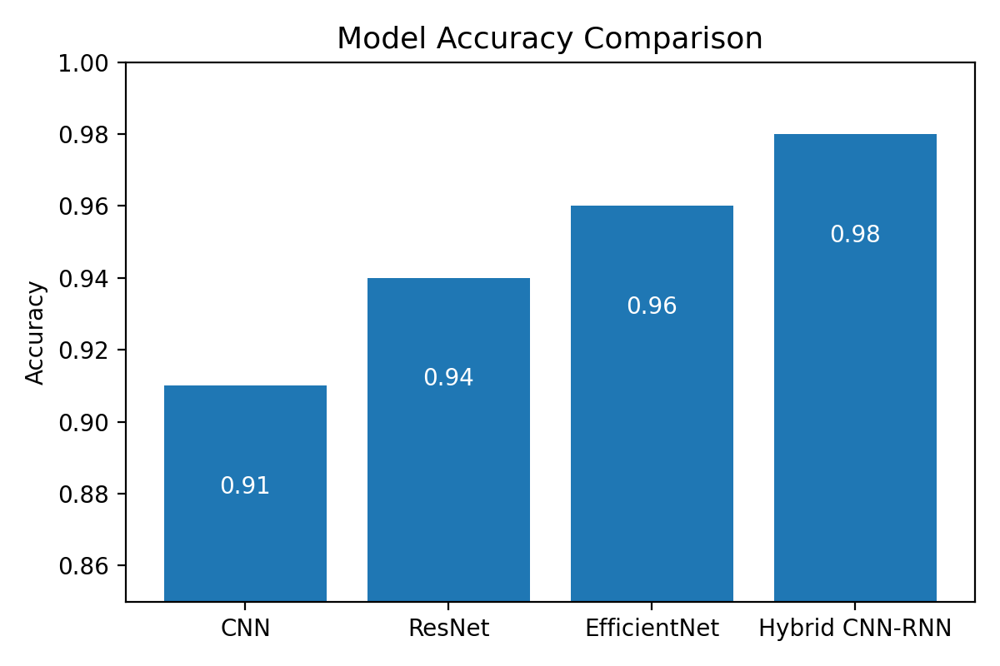 Model Accuracy Comparison
1.00
0.98
0.96
0.94
0.92
0.90
0.88
0.86
Accuracy
0.91
0.94
0.96
0.98
CNN
ResNet
EfficientNet
Hybrid CNN-RNN